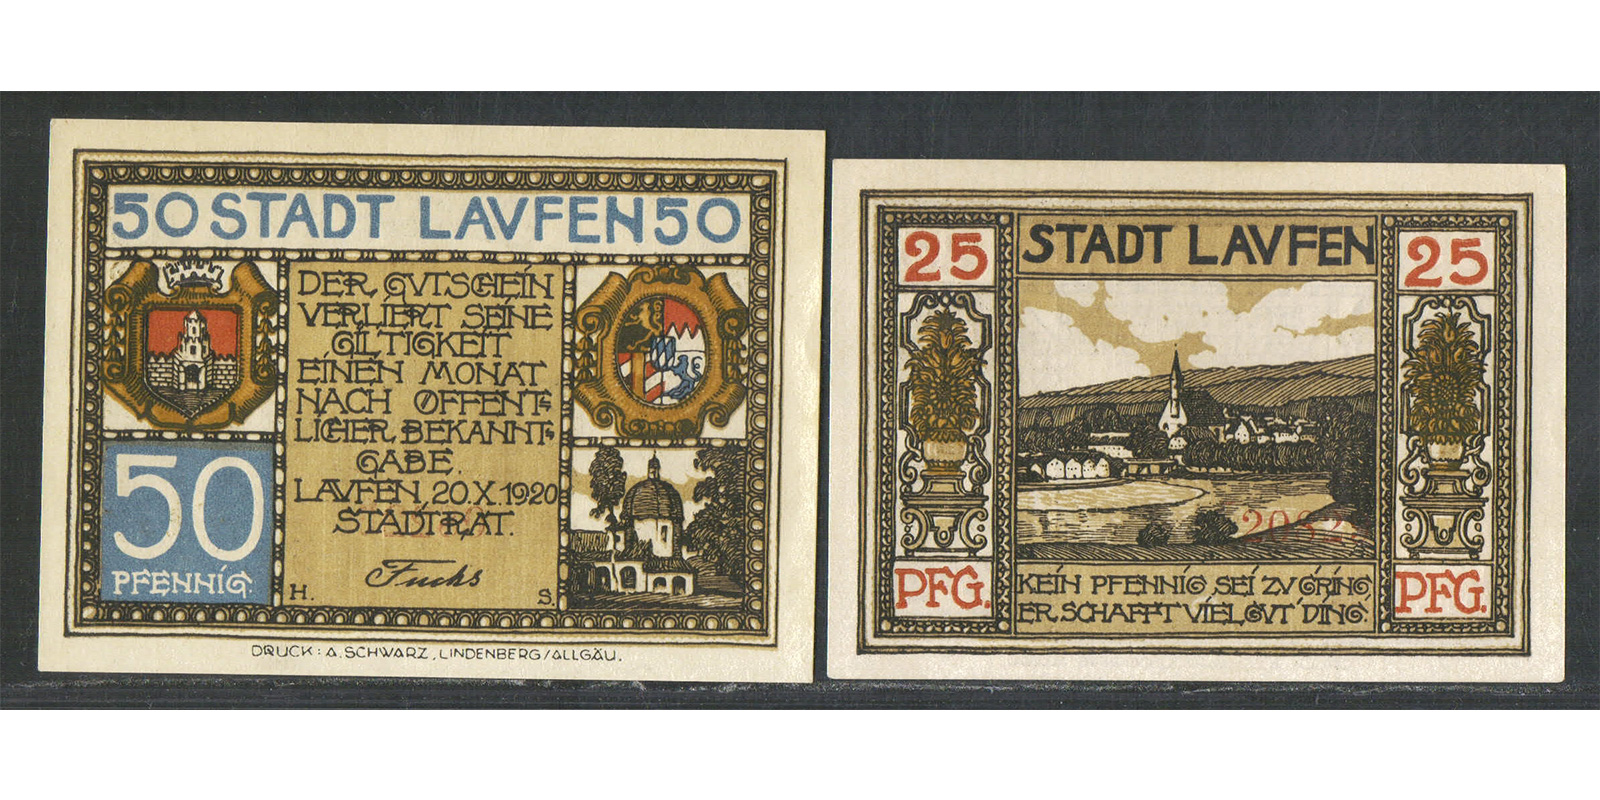 50 STADT LAVFEN 50
DER GVTSCHEIN
VERLIERT SEINE
GILTIGKEIT
EINEN MONAT
NACH ÖFFENT-
LICHER BEKANNT-
GABE.
LAVFEN, 20.X.1920
STADTRAT.
Fuchs
50
PFENNIG.
H. S.
DRUCK: A. SCHWARZ, LINDENBERG/ALLGÄU.
25 STADT LAVFEN 25
PFG. PFG.
KEIN PFENNIG SEI ZV GRING,
ER SCHAFFT VIEL GVT' DING.